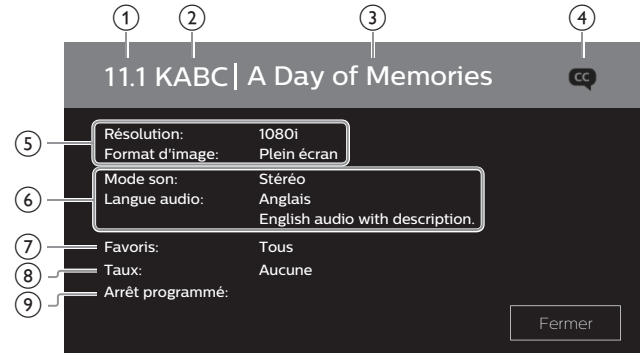 ① ② ③ ④
11.1 KABC | A Day of Memories CC
⑤ Résolution: 1080i
Format d'image: Plein écran
⑥ Mode son: Stéréo
Langue audio: Anglais
English audio with description.
⑦ Favoris: Tous
⑧ Taux: Aucune
⑨ Arrêt programmé:
Fermer